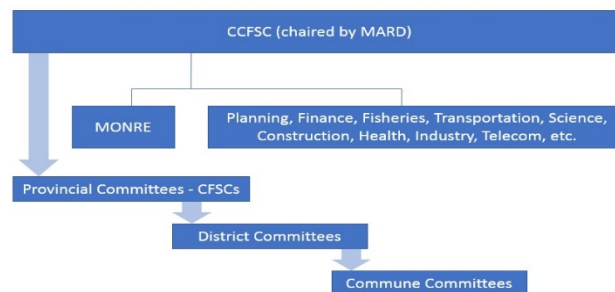 CCFSC (chaired by MARD)
MONRE
Planning, Finance, Fisheries, Transportation, Science,
Construction, Health, Industry, Telecom, etc.
Provincial Committees - CFSCs
District Committees
Commune Committees